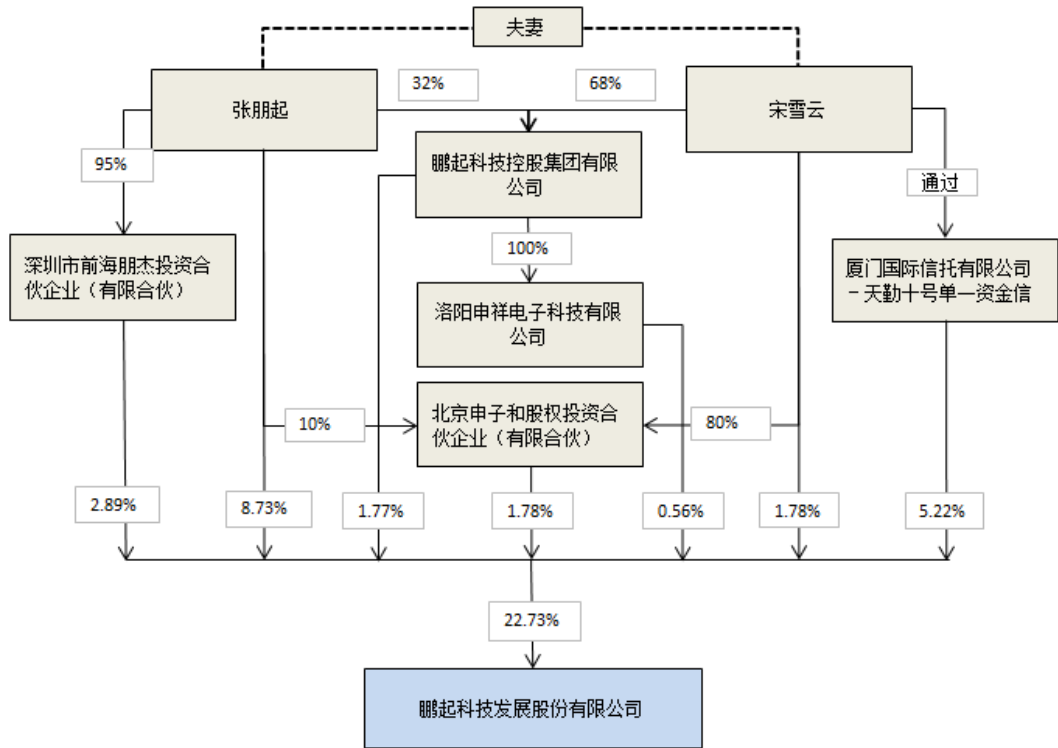 夫妻
32%
68%
张朋起
宋雪云
95%
鹏起科技控股集团有限
公司
通过
100%
深圳市前海朋杰投资合
伙企业（有限合伙）
厦门国际信托有限公司
－天勤十号单一资金信
洛阳申祥电子科技有限
公司
10%
北京申子和股权投资合
伙企业（有限合伙）
80%
2.89%
8.73%
1.77%
1.78%
0.56%
1.78%
5.22%
22.73%
鹏起科技发展股份有限公司